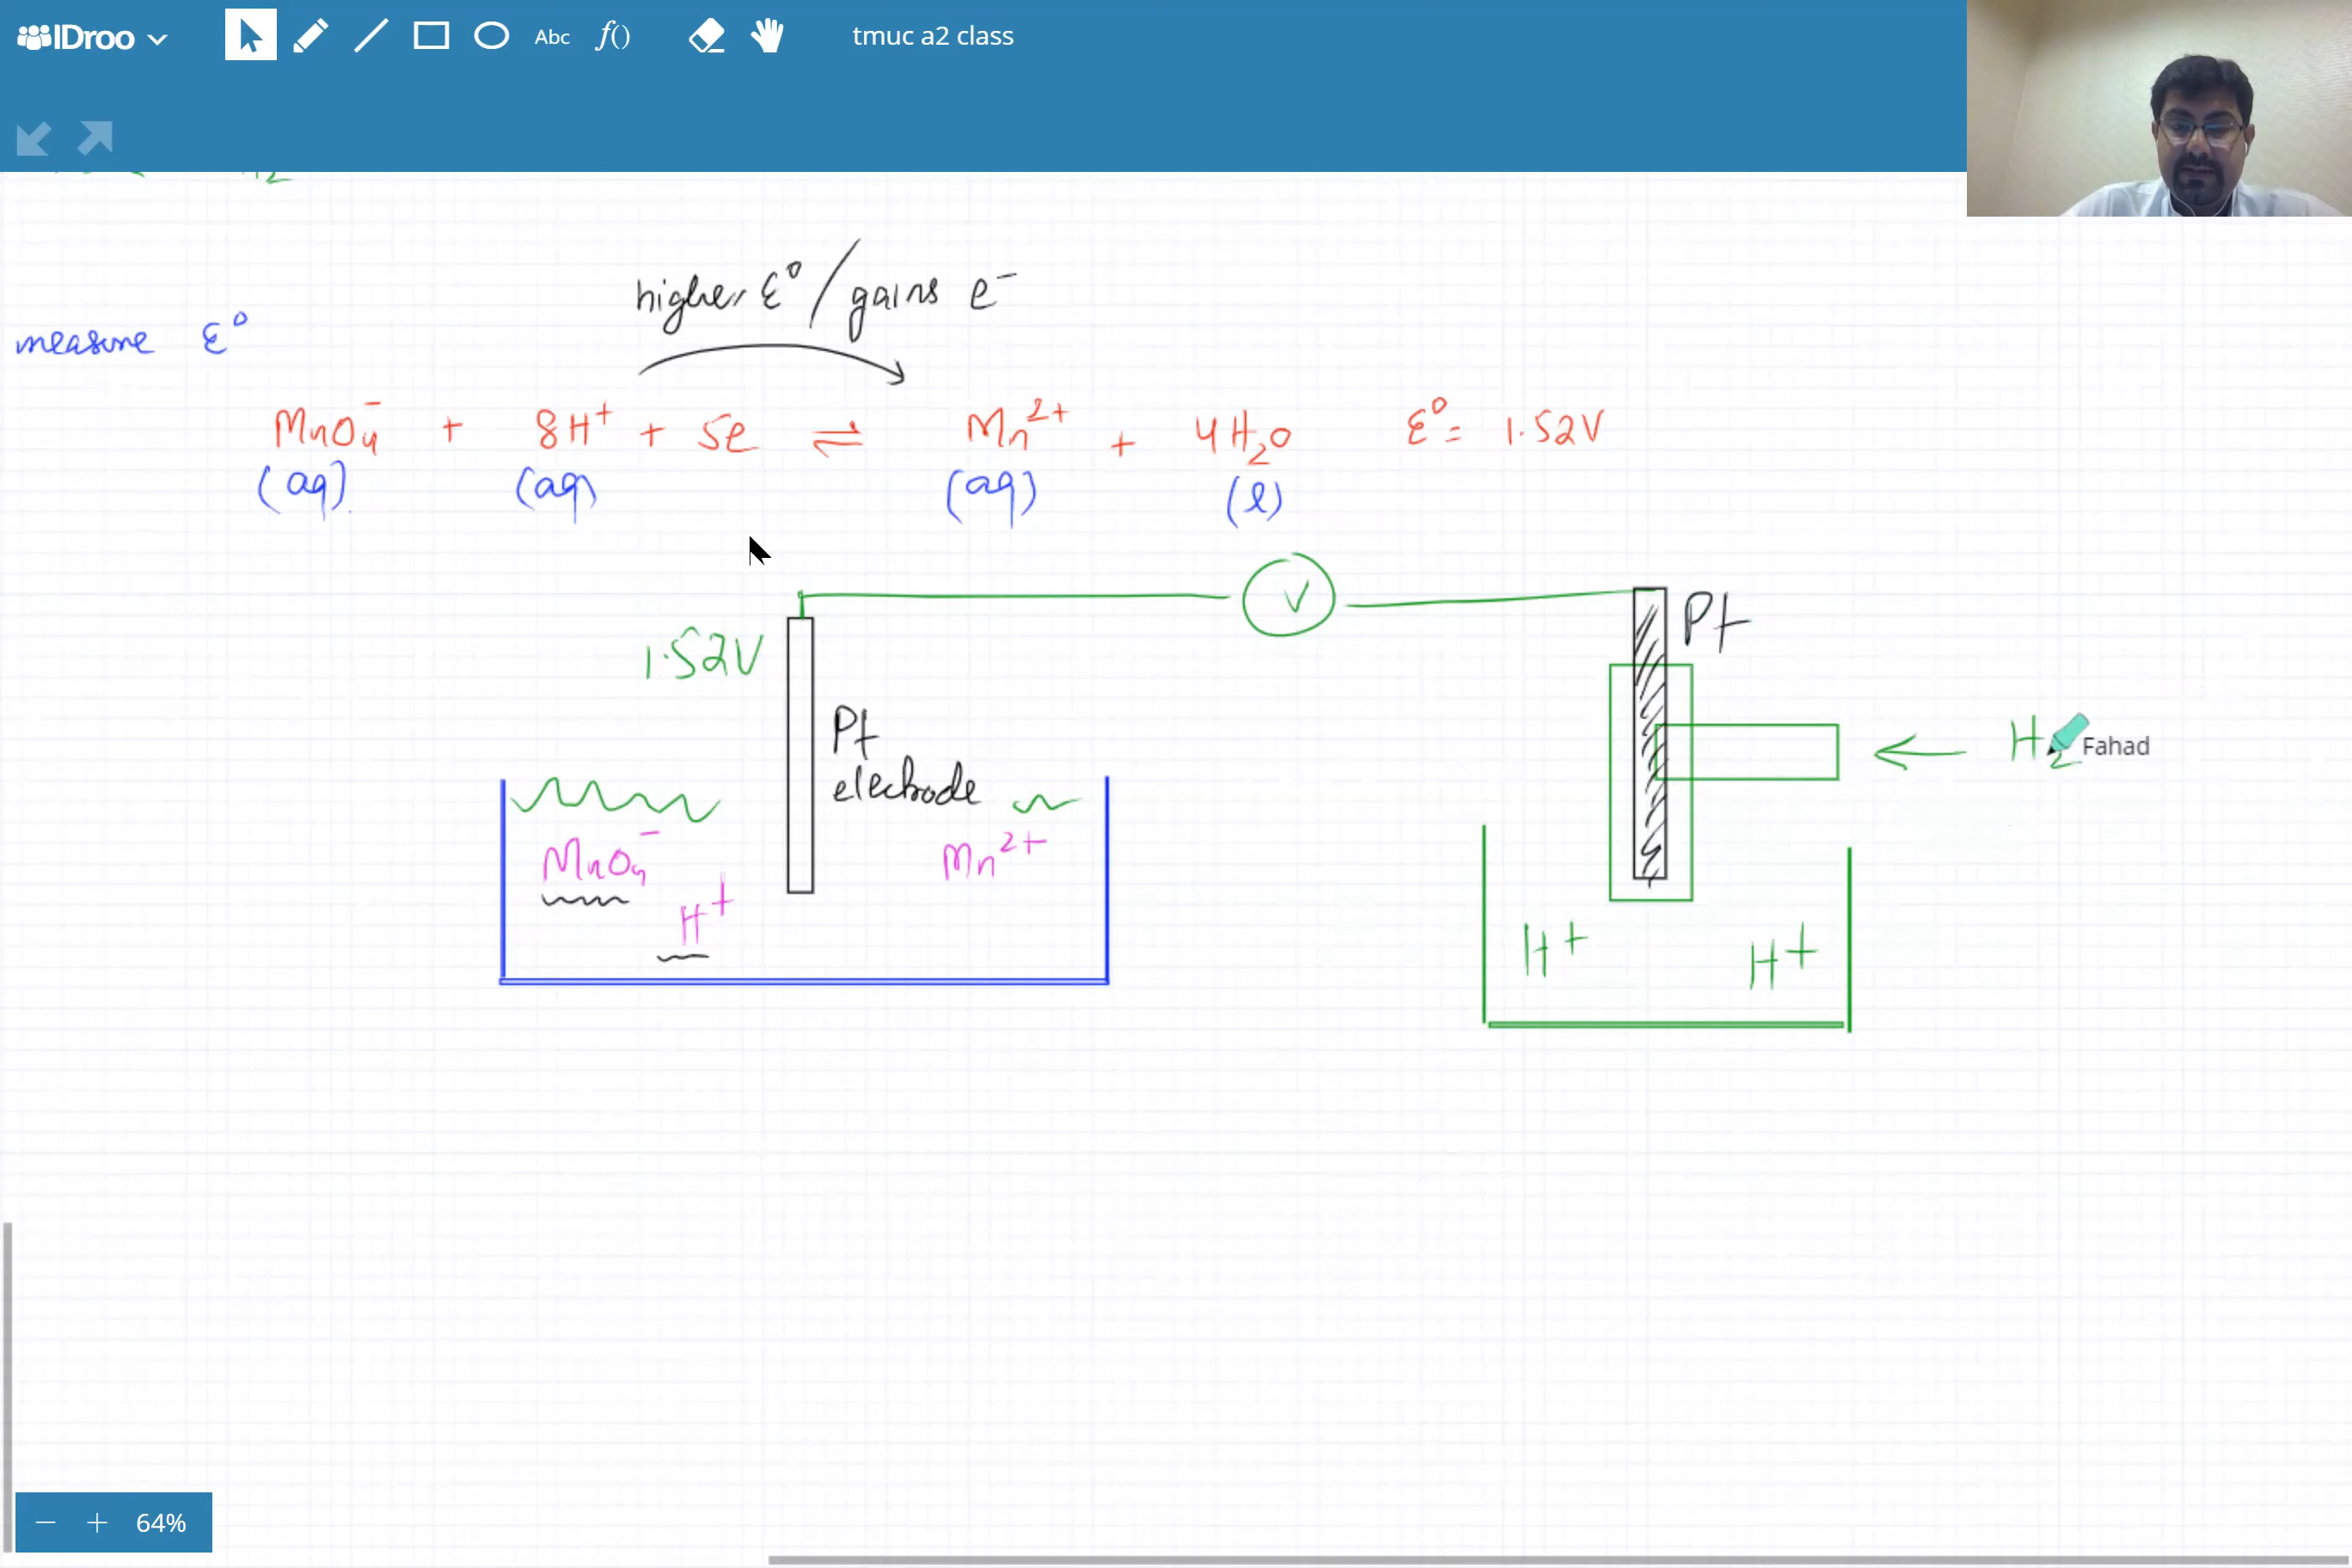 IDroo
Abc f() tmuc a2 class
higher ε° / gains e⁻
measure ε°
MnO₄⁻ + 8H⁺ + 5e ⇌ Mn²⁺ + 4H₂O ε° = 1.52V
(aq) (aq) (aq) (l)
V
Pt
1.52V
Pt
electrode
H₂ Fahad
MnO₄⁻ Mn²⁺
H⁺
H⁺ H⁺
− + 64%